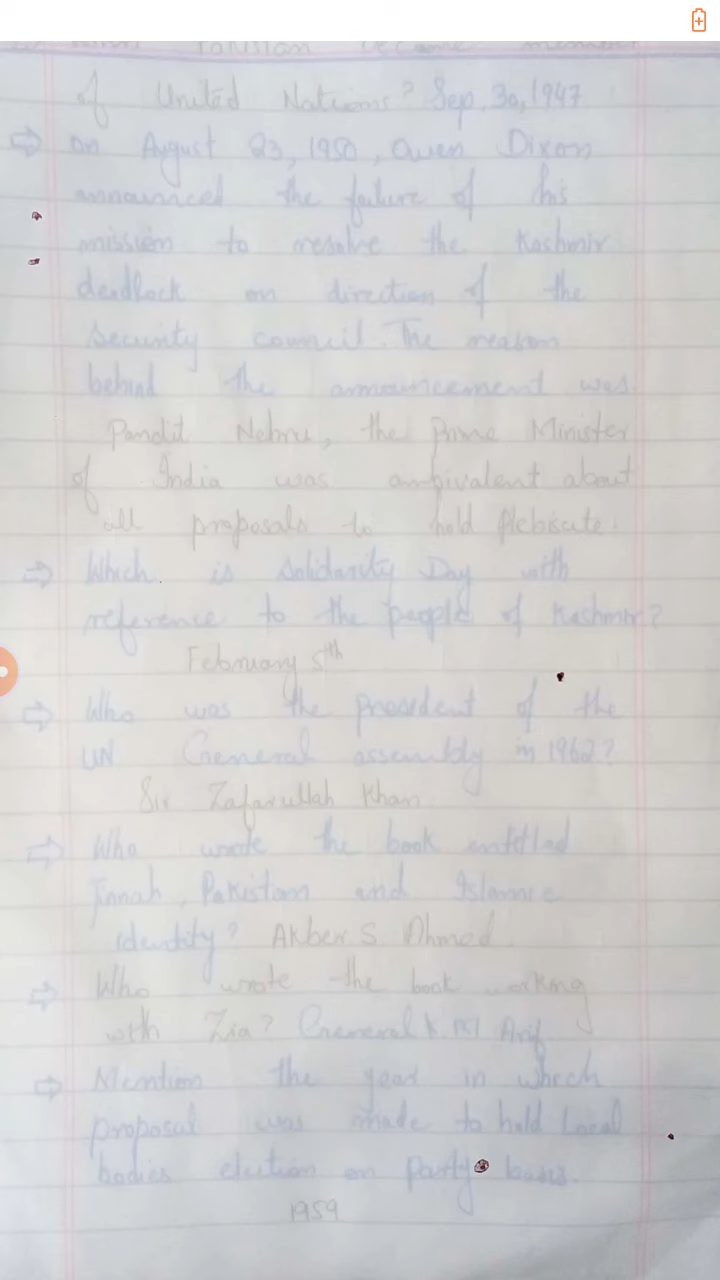 Pakistan become member
of United Nations? Sep. 30, 1947
⇒ On August 23, 1950, Owen Dixon
announced the failure of his
mission to resolve the Kashmir
deadlock on direction of the
security council. The reason
behind the announcement was
Pandit Nehru, the Prime Minister
of India was ambivalent about
all proposals to hold plebiscite.
⇒ Which is solidarity Day with
reference to the people of Kashmir?
February 5th
⇒ Who was the president of the
UN General assembly in 1962?
Sir Zafarullah Khan
⇒ Who wrote the book entitled
Jinnah, Pakistan and Islamic
identity? Akber S. Ahmed
⇒ Who wrote the book working
with Zia? General K. M Arif
⇒ Mention the year in which
proposal was made to hold Local
bodies election on party basis.
1959